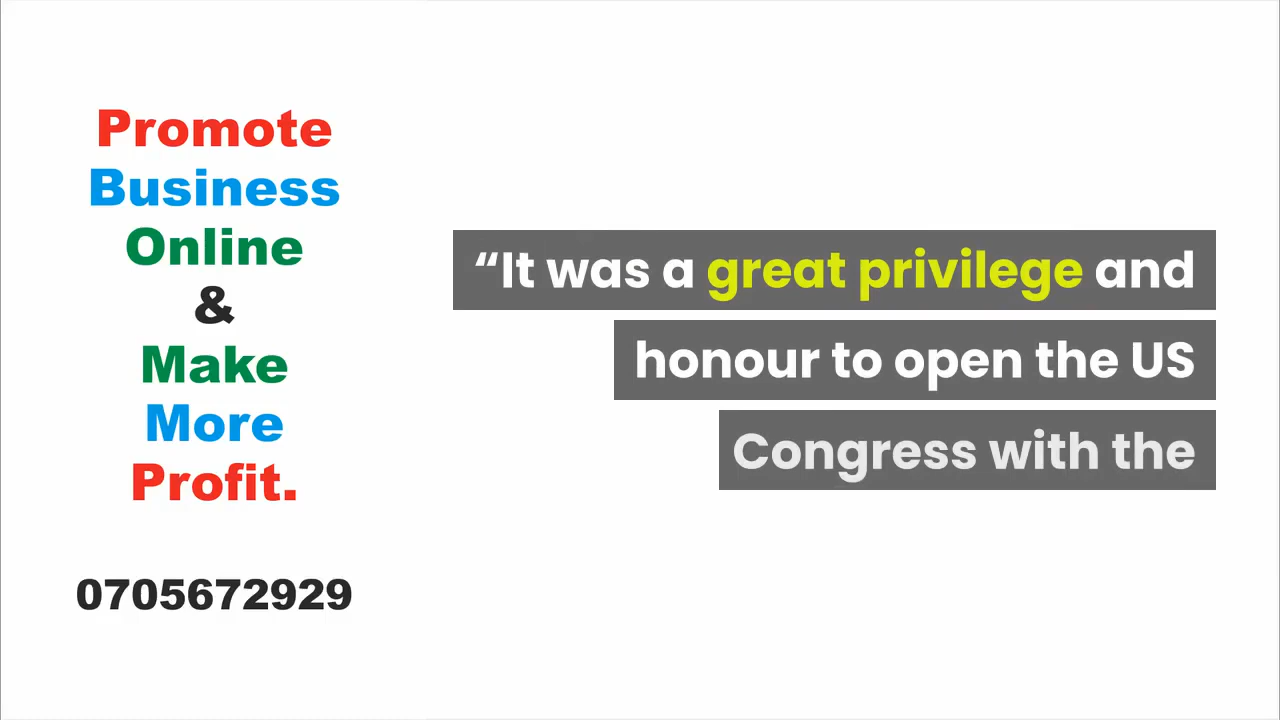 Promote
Business
Online
&
Make
More
Profit.
0705672929
“It was a great privilege and
honour to open the US
Congress with the